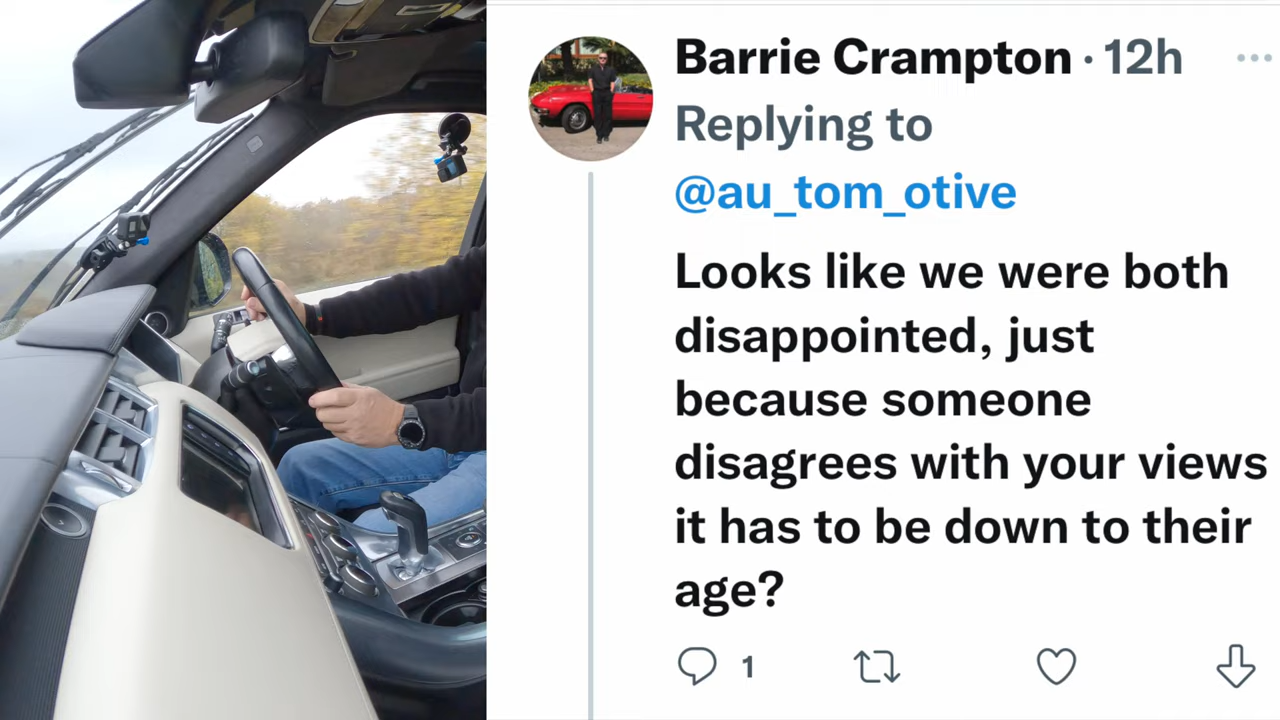 Barrie Crampton · 12h
Replying to
@au_tom_otive
Looks like we were both
disappointed, just
because someone
disagrees with your views
it has to be down to their
age?
1